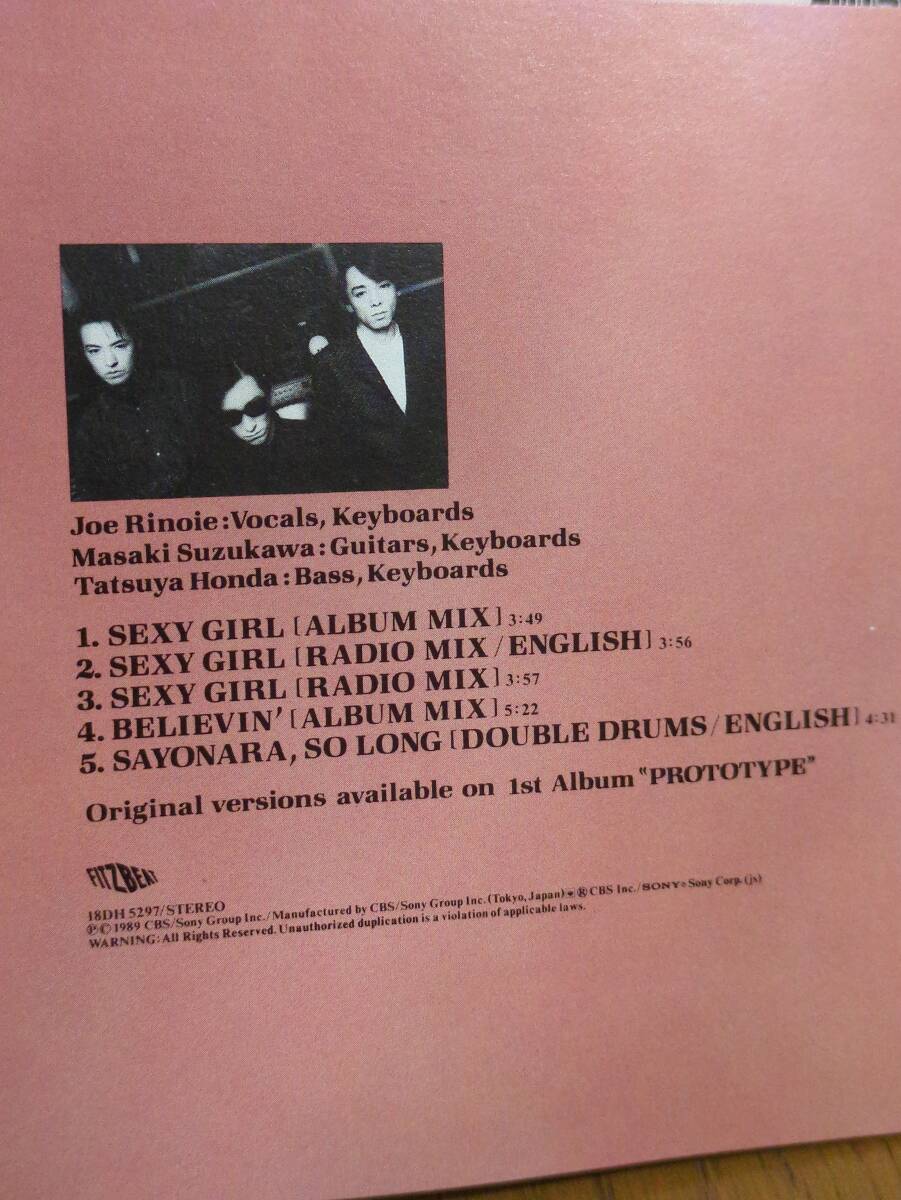 Joe Rinoie:Vocals, Keyboards
Masaki Suzukawa:Guitars, Keyboards
Tatsuya Honda:Bass, Keyboards
1. SEXY GIRL [ALBUM MIX] 3:49
2. SEXY GIRL [RADIO MIX/ENGLISH] 3:56
3. SEXY GIRL [RADIO MIX] 3:57
4. BELIEVIN' [ALBUM MIX] 5:22
5. SAYONARA, SO LONG [DOUBLE DRUMS/ENGLISH] 4:31
Original versions available on 1st Album "PROTOTYPE"
FITZBEAT
18DH 5297/STEREO
℗© 1989 CBS/Sony Group Inc./Manufactured by CBS/Sony Group Inc. (Tokyo, Japan) ® CBS Inc./SONY® Sony Corp. (js)
WARNING: All Rights Reserved. Unauthorized duplication is a violation of applicable laws.